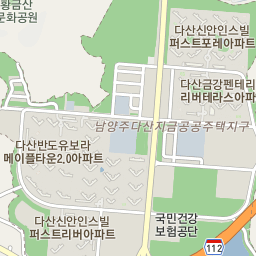 황금산
문화공원
다산신안인스빌
퍼스트포레아파트
다산금강펜테리
리버테라스아파
남양주다산지금공공주택지구
다산반도유보라
메이플타운2.0아파트
다산신안인스빌
퍼스트리버아파트
국민건강
보험공단
112